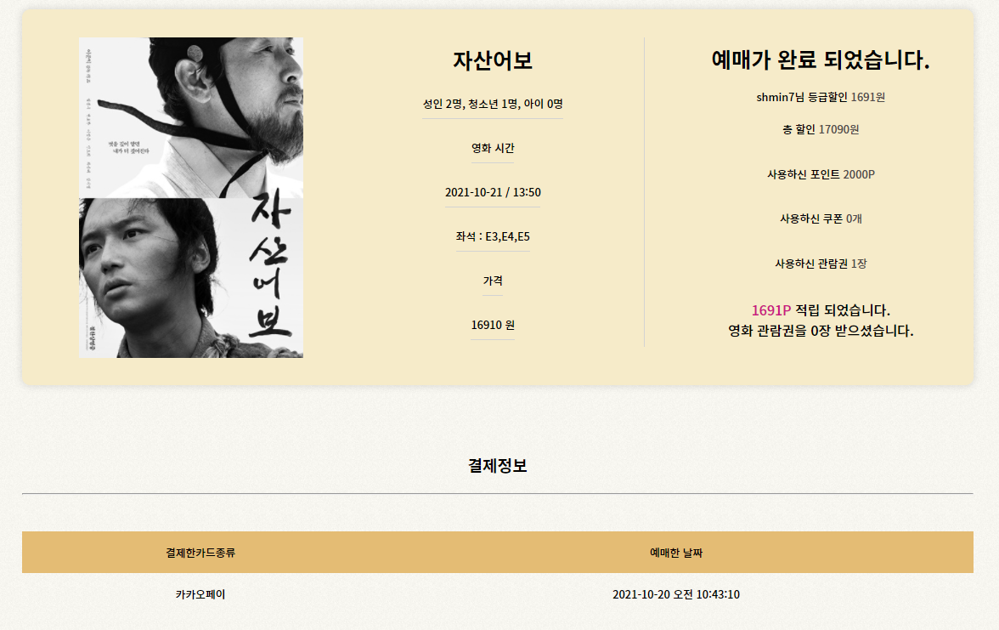 벗을 깊이 알면
내가 더 깊어진다
자
산
어
보
자산어보
성인 2명, 청소년 1명, 아이 0명
영화 시간
2021-10-21 / 13:50
좌석 : E3,E4,E5
가격
16910 원
예매가 완료 되었습니다.
shmin7님 등급할인 1691원
총 할인 17090원
사용하신 포인트 2000P
사용하신 쿠폰 0개
사용하신 관람권 1장
1691P 적립 되었습니다.
영화 관람권을 0장 받으셨습니다.
결제정보
결제한카드종류 예매한 날짜
카카오페이 2021-10-20 오전 10:43:10